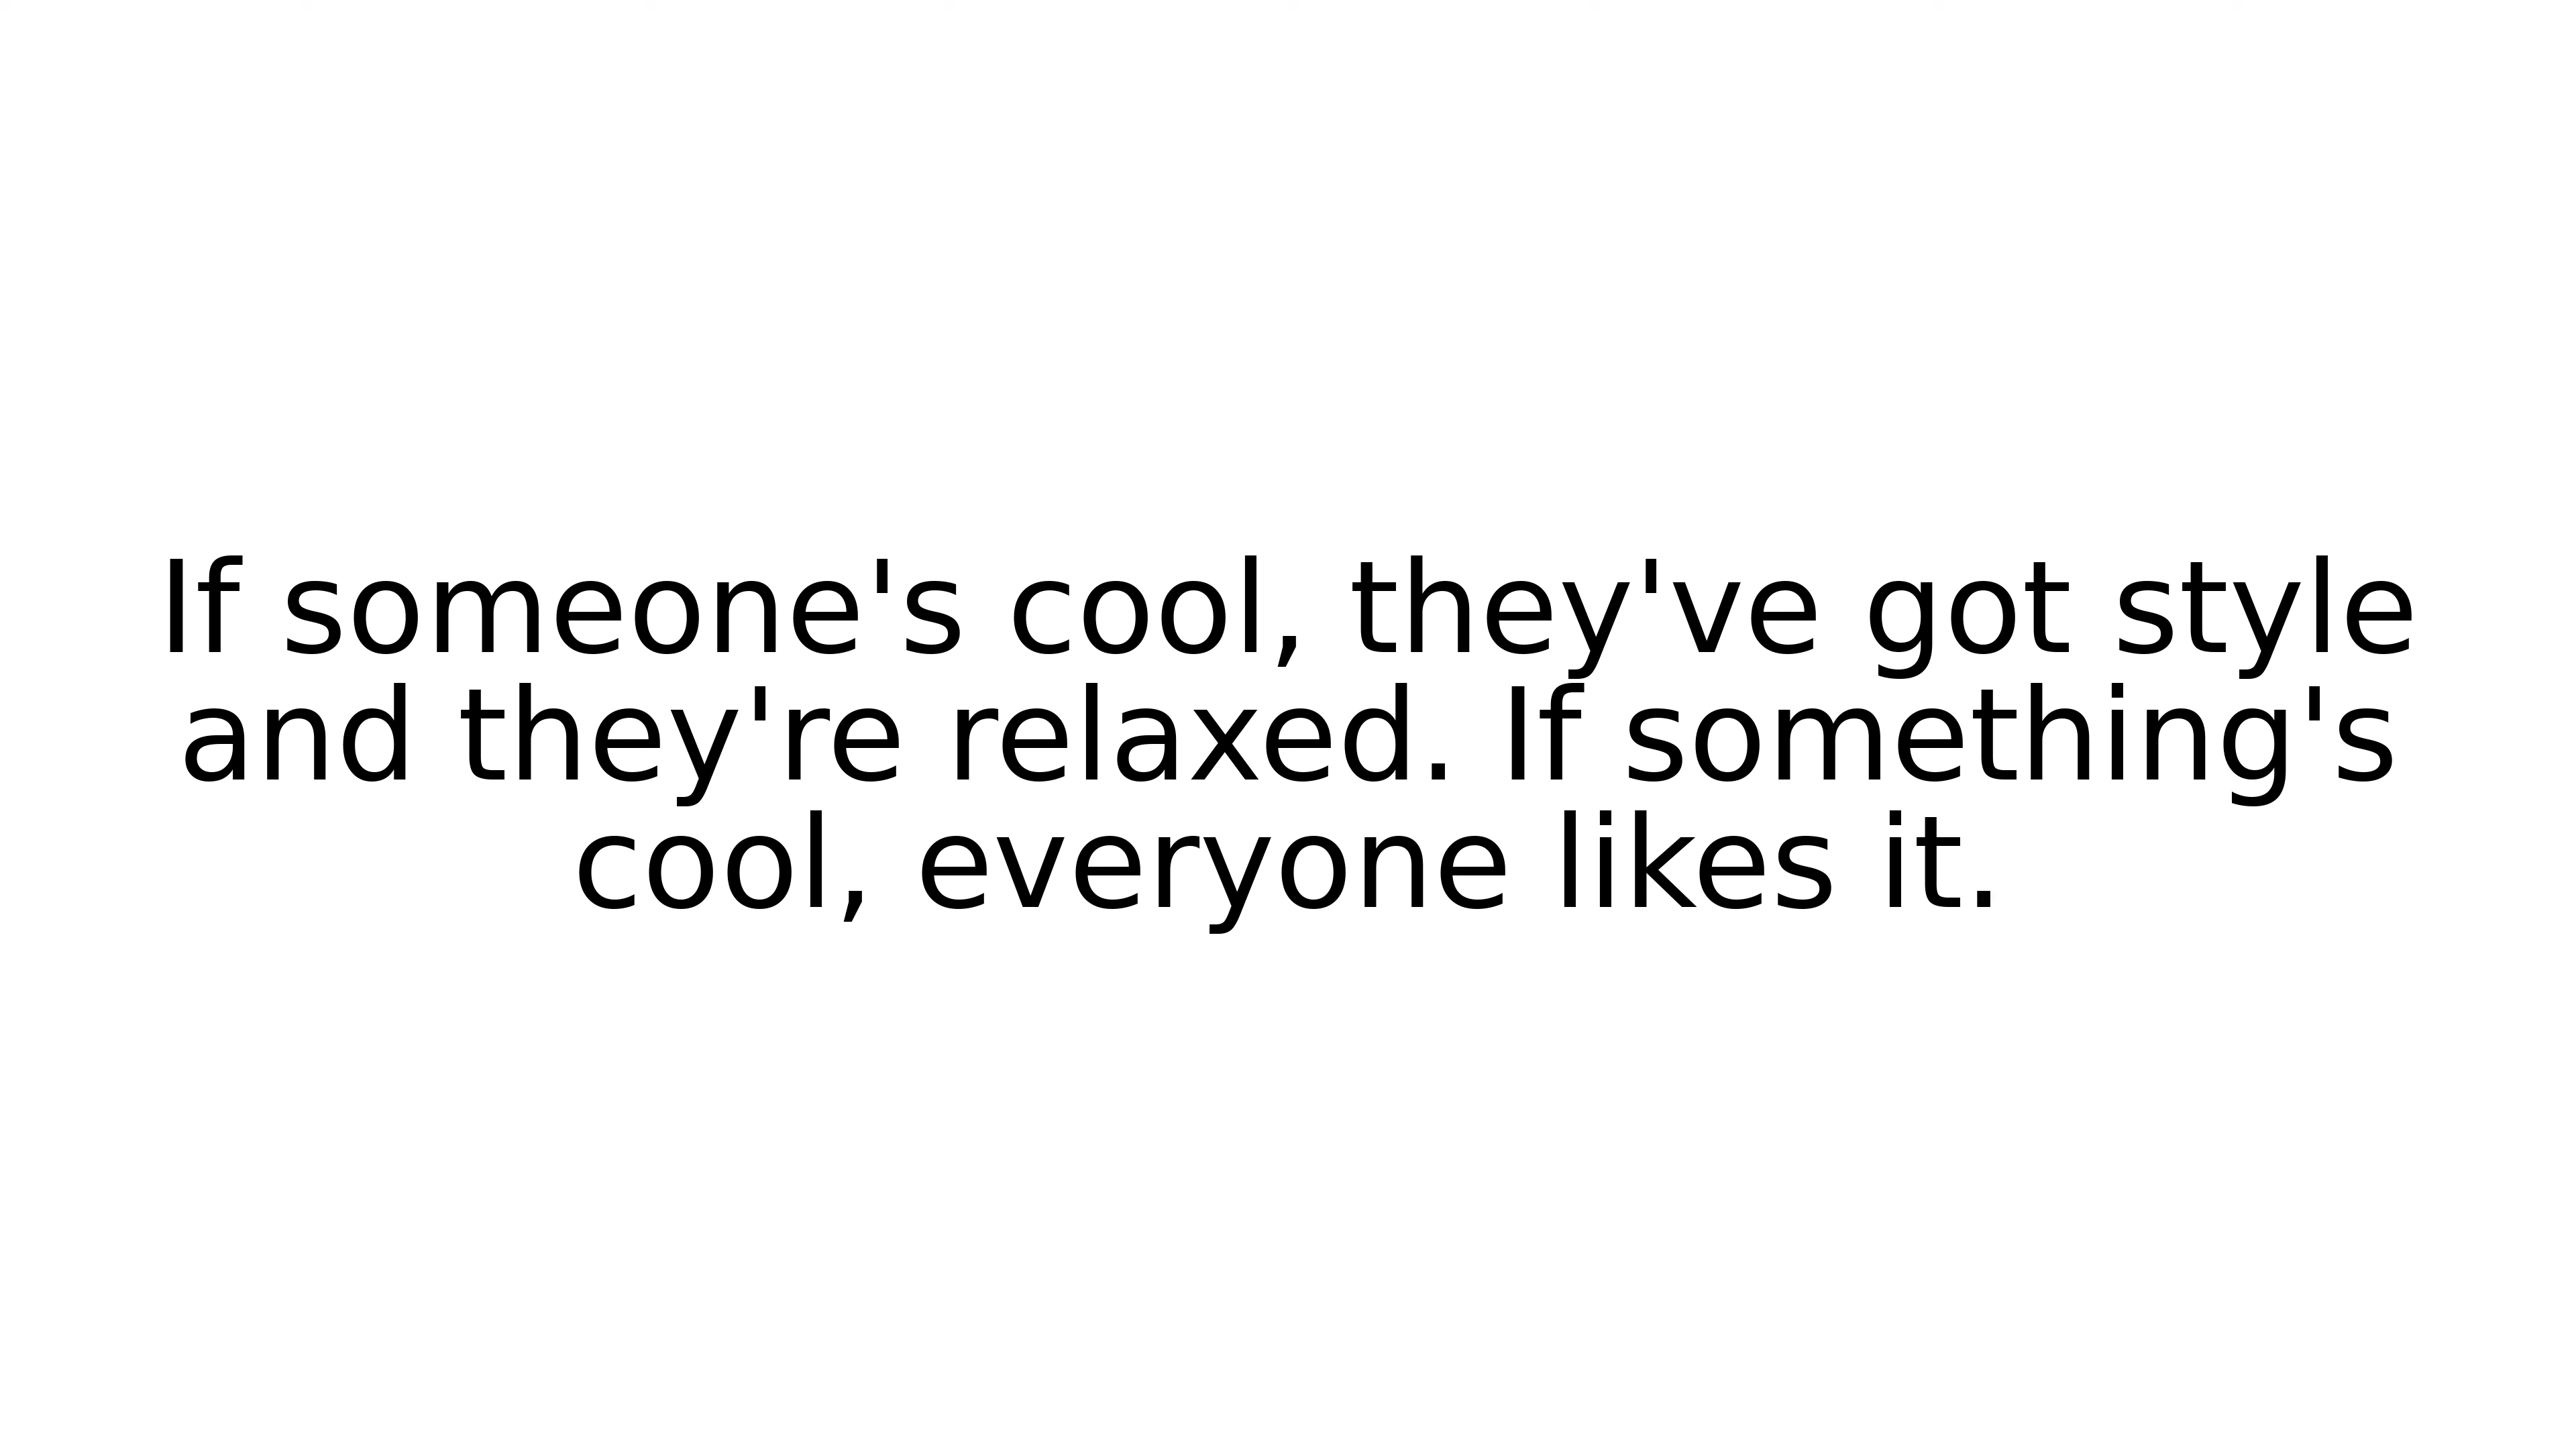 If someone's cool, they've got style
and they're relaxed. If something's
cool, everyone likes it.